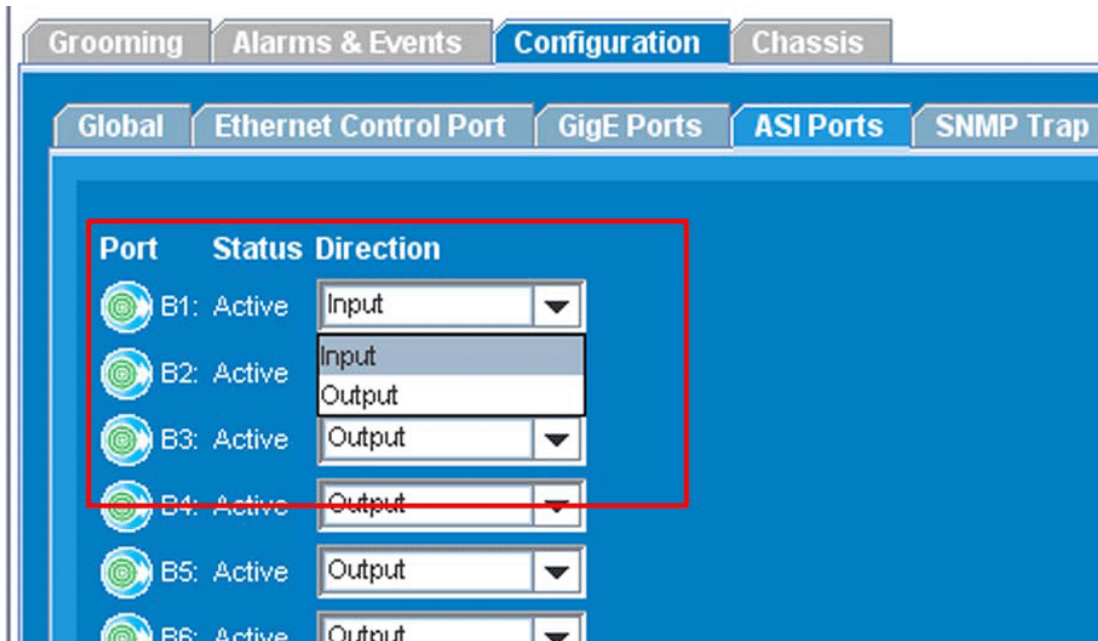 Grooming Alarms & Events Configuration Chassis
Global Ethernet Control Port GigE Ports ASI Ports SNMP Trap
Port Status Direction
B1: Active Input
Input
B2: Active
Output
B3: Active Output
B4: Active Output
B5: Active Output
B6: Active Output